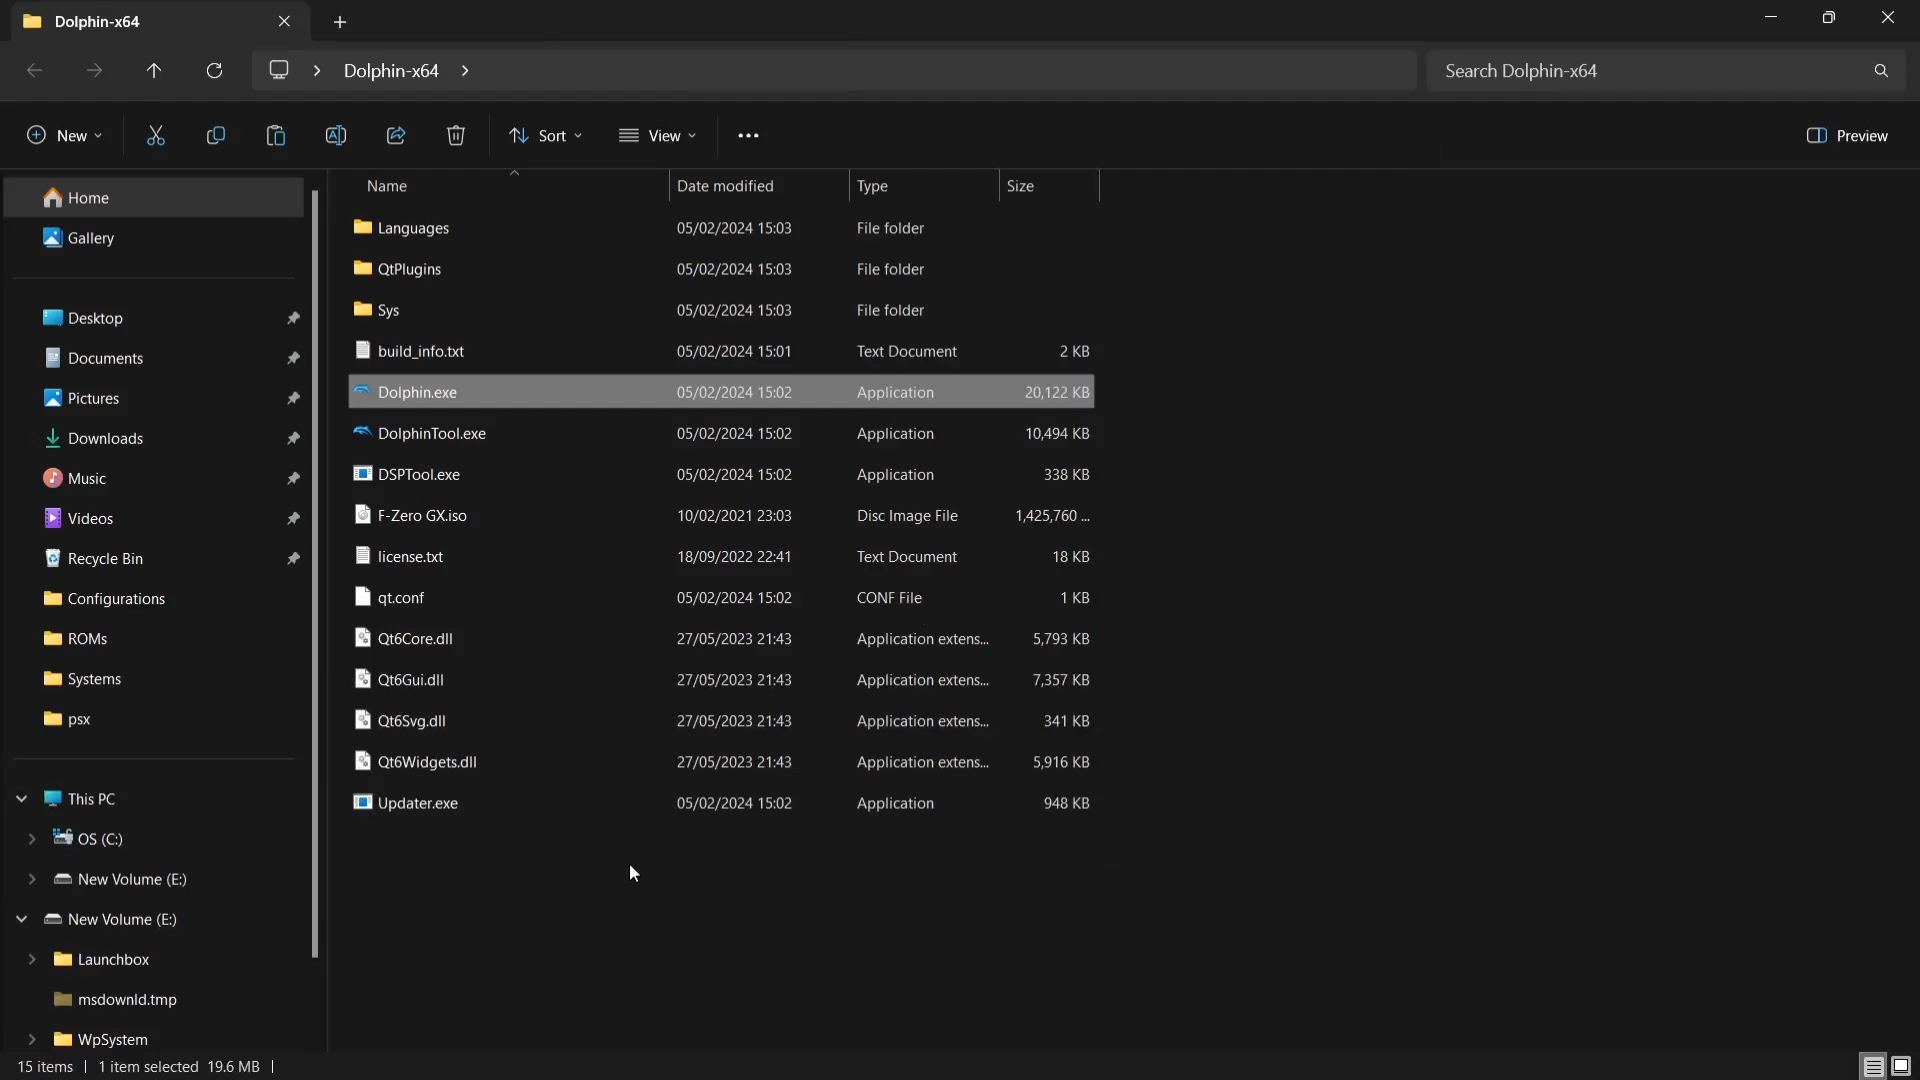 Dolphin-x64
Dolphin-x64
Search Dolphin-x64
New
Sort
View
Preview
Home
Gallery
Desktop
Documents
Pictures
Downloads
Music
Videos
Recycle Bin
Configurations
ROMs
Systems
psx
This PC
OS (C:)
New Volume (E:)
New Volume (E:)
Launchbox
msdownld.tmp
WpSystem
Name Date modified Type Size
Languages 05/02/2024 15:03 File folder
QtPlugins 05/02/2024 15:03 File folder
Sys 05/02/2024 15:03 File folder
build_info.txt 05/02/2024 15:01 Text Document 2 KB
Dolphin.exe 05/02/2024 15:02 Application 20,122 KB
DolphinTool.exe 05/02/2024 15:02 Application 10,494 KB
DSPTool.exe 05/02/2024 15:02 Application 338 KB
F-Zero GX.iso 10/02/2021 23:03 Disc Image File 1,425,760 ...
license.txt 18/09/2022 22:41 Text Document 18 KB
qt.conf 05/02/2024 15:02 CONF File 1 KB
Qt6Core.dll 27/05/2023 21:43 Application extens... 5,793 KB
Qt6Gui.dll 27/05/2023 21:43 Application extens... 7,357 KB
Qt6Svg.dll 27/05/2023 21:43 Application extens... 341 KB
Qt6Widgets.dll 27/05/2023 21:43 Application extens... 5,916 KB
Updater.exe 05/02/2024 15:02 Application 948 KB
15 items 1 item selected 19.6 MB